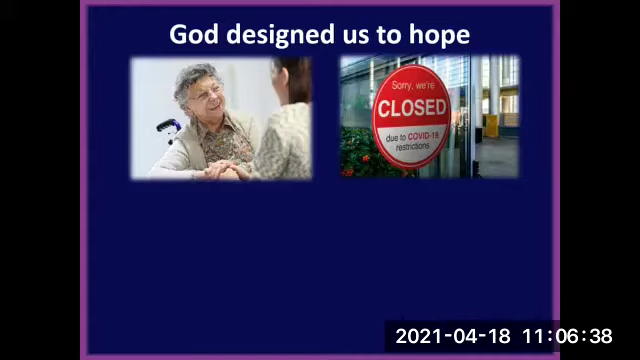 God designed us to hope
Sorry, we're
CLOSED
due to COVID-19
restrictions
2021-04-18 11:06:38